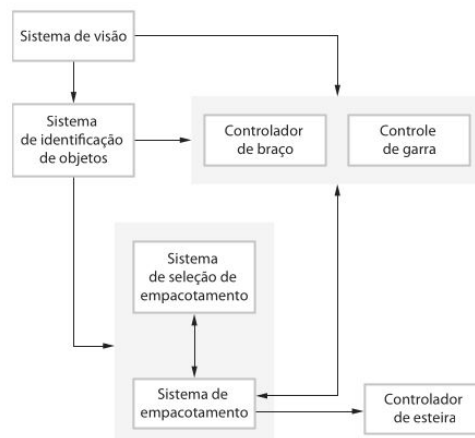 Sistema de visão
Sistema
de identificação
de objetos
Controlador
de braço
Controle
de garra
Sistema
de seleção de
empacotamento
Sistema de
empacotamento
Controlador
de esteira